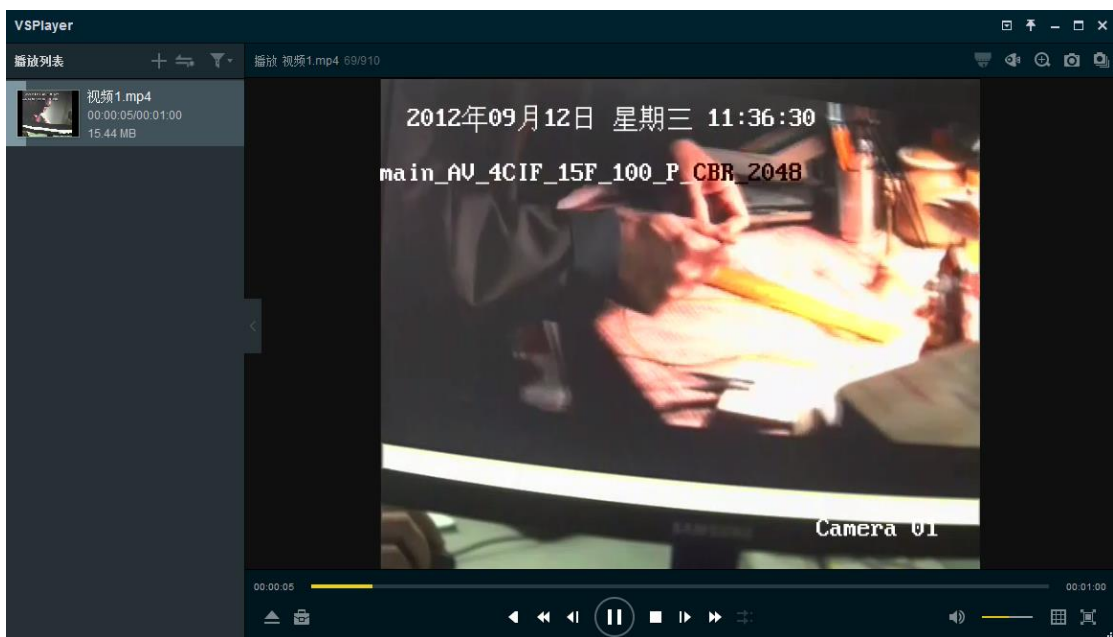 VSPlayer
播放列表
播放 视频1.mp4 69/910
视频1.mp4
00:00:05/00:01:00
15.44 MB
2012年09月12日 星期三 11:36:30
main_AV_4CIF_15F_100_P_CBR_2048
SAMSUNG
Camera 01
00:00:05
00:01:00